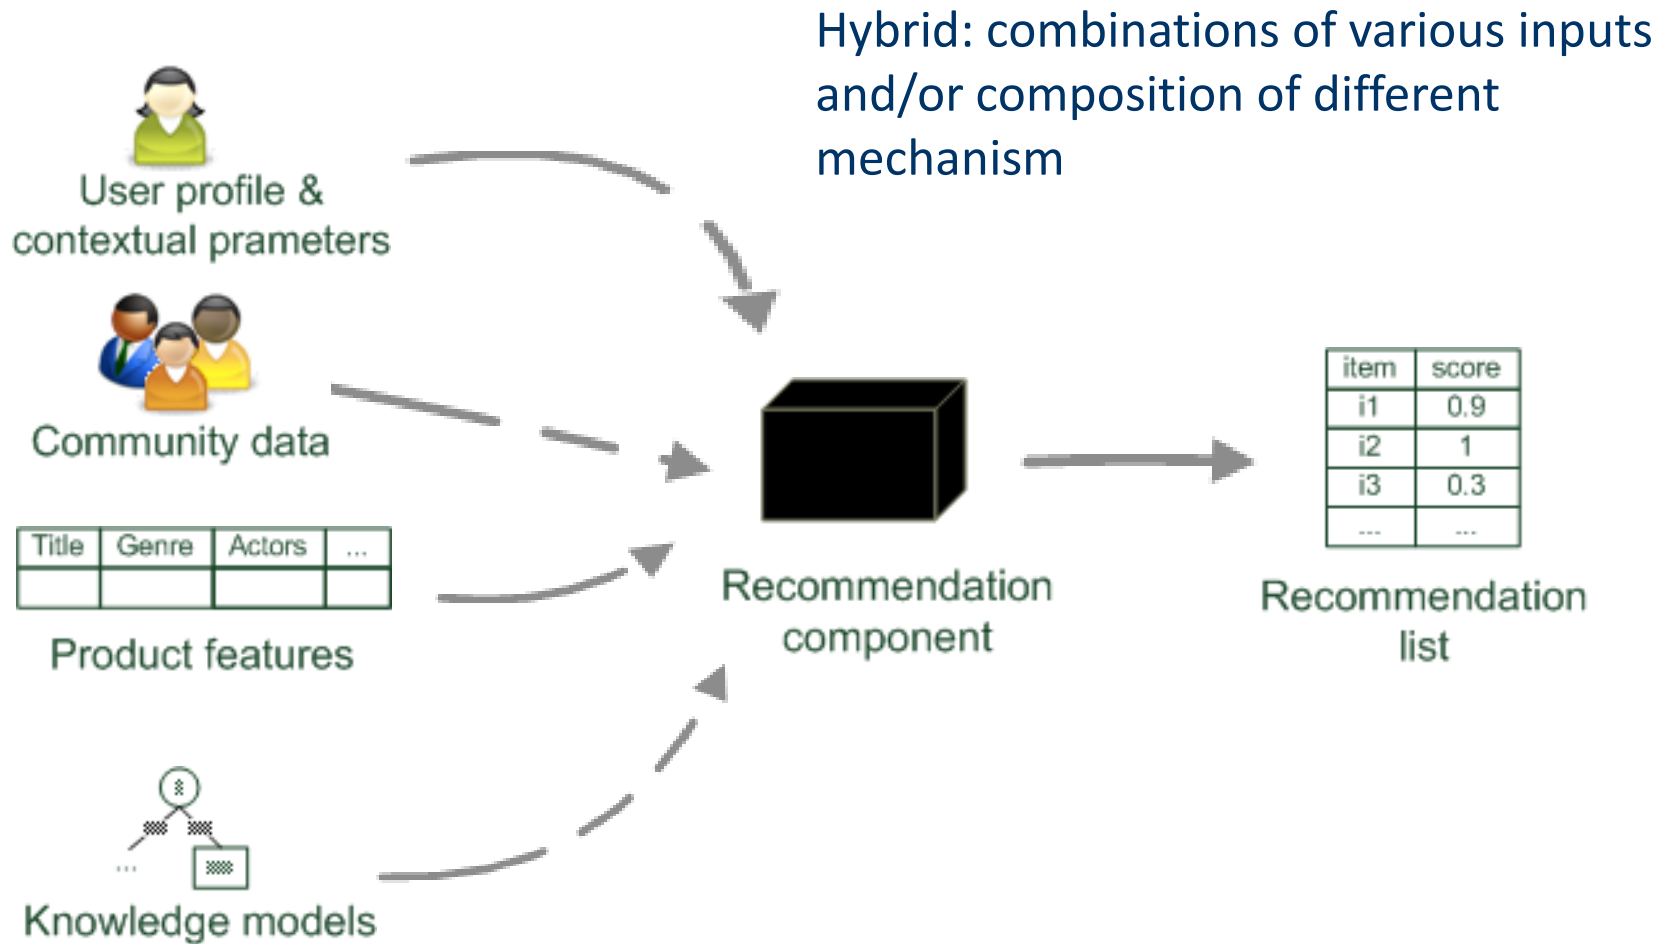 Hybrid: combinations of various inputs
and/or composition of different
mechanism
User profile &
contextual prameters
Community data
Title Genre Actors ...
Product features
...
Knowledge models
Recommendation
component
item score
i1 0.9
i2 1
i3 0.3
... ...
Recommendation
list